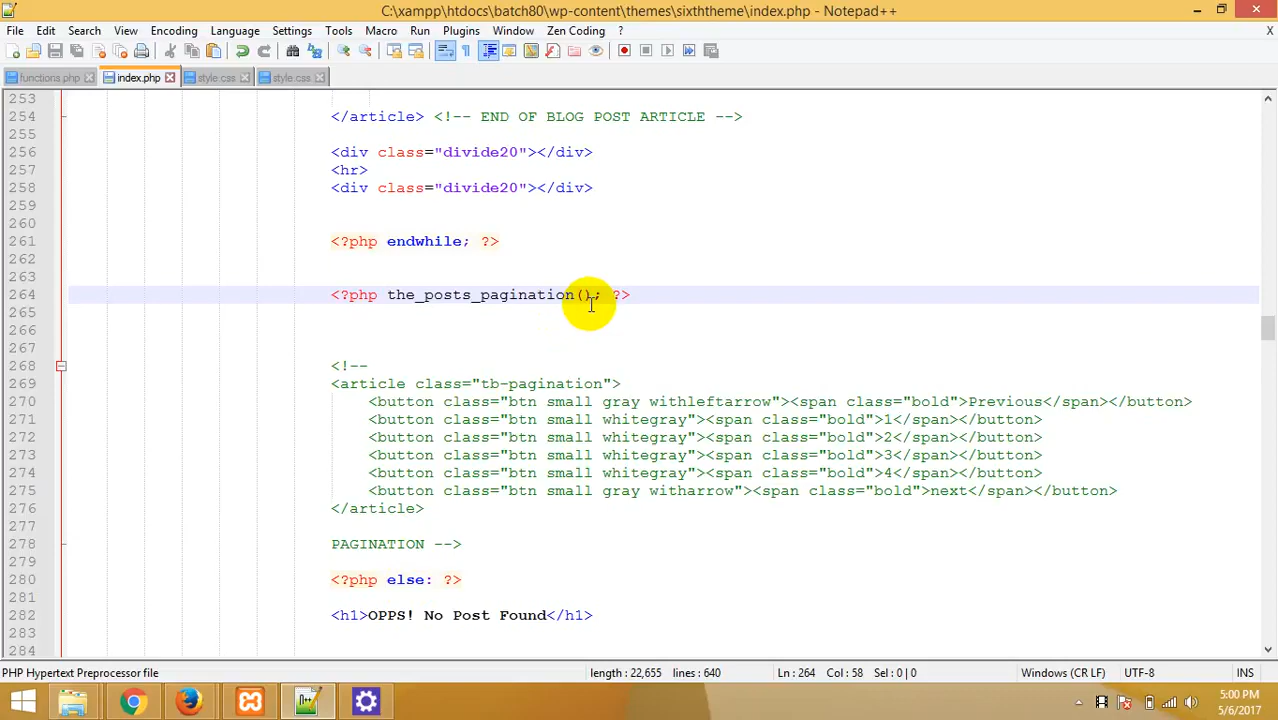 C:\xampp\htdocs\batch80\wp-content\themes\sixththeme\index.php - Notepad++
File Edit Search View Encoding Language Settings Tools Macro Run Plugins Window Zen Coding ? X
functions.php index.php style.css style.css
253
254 </article> <!-- END OF BLOG POST ARTICLE -->
255
256 <div class="divide20"></div>
257 <hr>
258 <div class="divide20"></div>
259
260
261 <?php endwhile; ?>
262
263
264 <?php the_posts_pagination(); ?>
265
266
267
268 <!--
269 <article class="tb-pagination">
270 <button class="btn small gray withleftarrow"><span class="bold">Previous</span></button>
271 <button class="btn small whitegray"><span class="bold">1</span></button>
272 <button class="btn small whitegray"><span class="bold">2</span></button>
273 <button class="btn small whitegray"><span class="bold">3</span></button>
274 <button class="btn small whitegray"><span class="bold">4</span></button>
275 <button class="btn small gray witharrow"><span class="bold">next</span></button>
276 </article>
277
278 PAGINATION -->
279
280 <?php else: ?>
281
282 <h1>OPPS! No Post Found</h1>
283
284
PHP Hypertext Preprocessor file length : 22,655 lines : 640 Ln : 264 Col : 58 Sel : 0 | 0 Windows (CR LF) UTF-8 INS
5:00 PM
5/6/2017